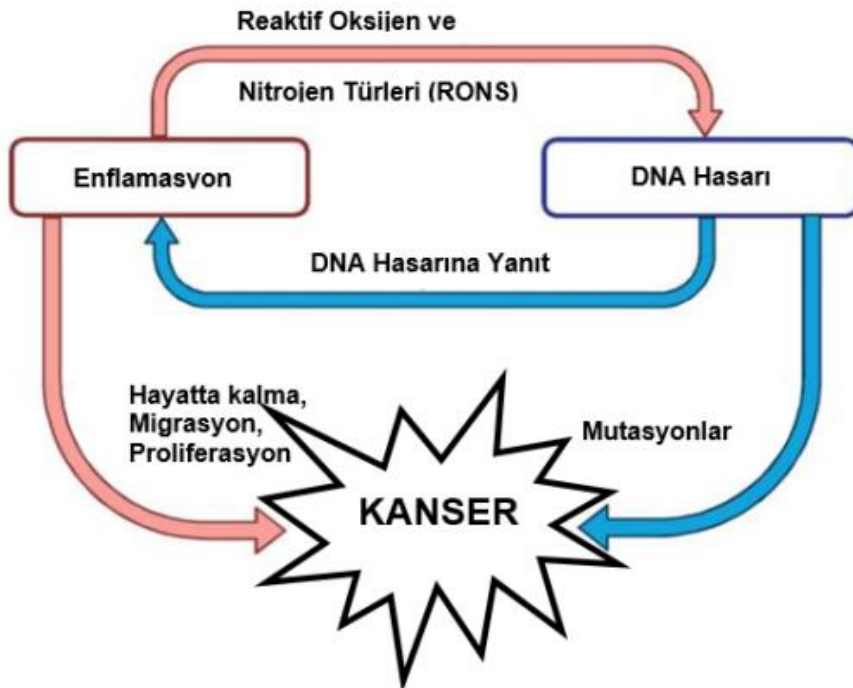 Reaktif Oksijen ve
Nitrojen Türleri (RONS)
Enflamasyon
DNA Hasarı
DNA Hasarına Yanıt
Hayatta kalma,
Migrasyon,
Proliferasyon
Mutasyonlar
KANSER